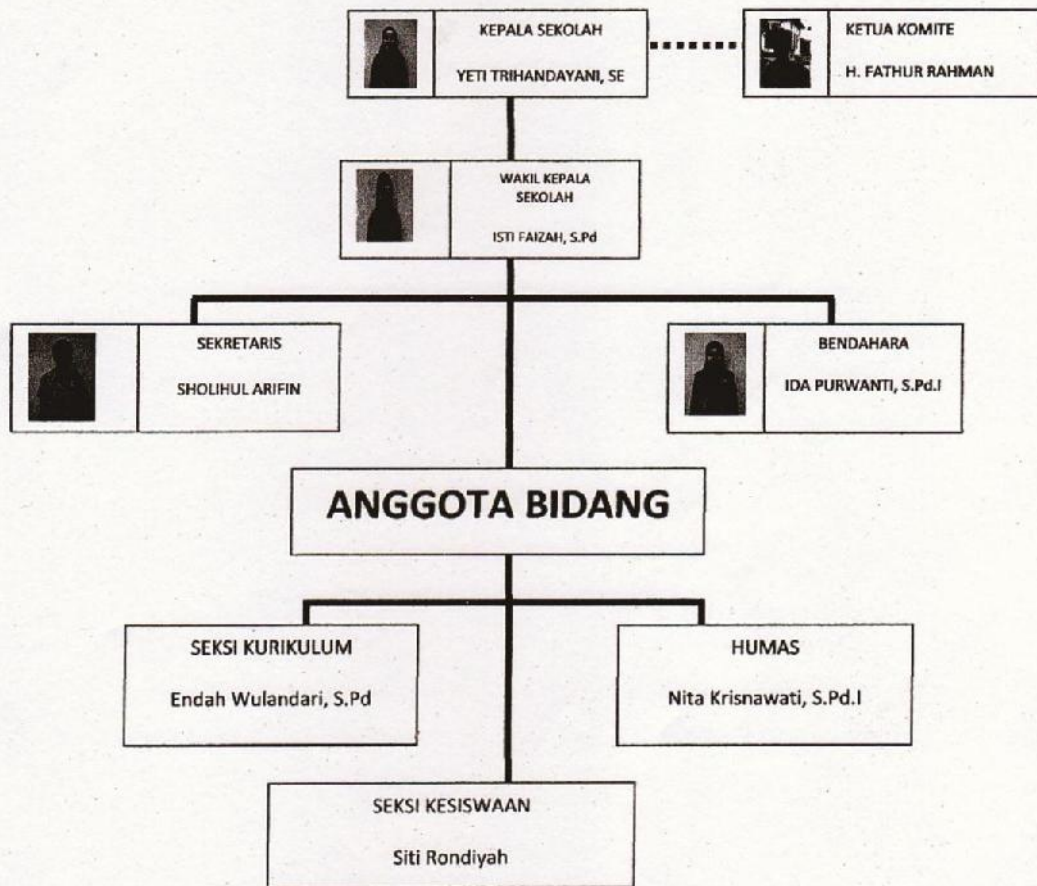 KEPALA SEKOLAH
YETI TRIHANDAYANI, SE
KETUA KOMITE
H. FATHUR RAHMAN
WAKIL KEPALA
SEKOLAH
ISTI FAIZAH, S.Pd
SEKRETARIS
SHOLIHUL ARIFIN
BENDAHARA
IDA PURWANTI, S.Pd.I
ANGGOTA BIDANG
SEKSI KURIKULUM
Endah Wulandari, S.Pd
HUMAS
Nita Krisnawati, S.Pd.I
SEKSI KESISWAAN
Siti Rondiyah